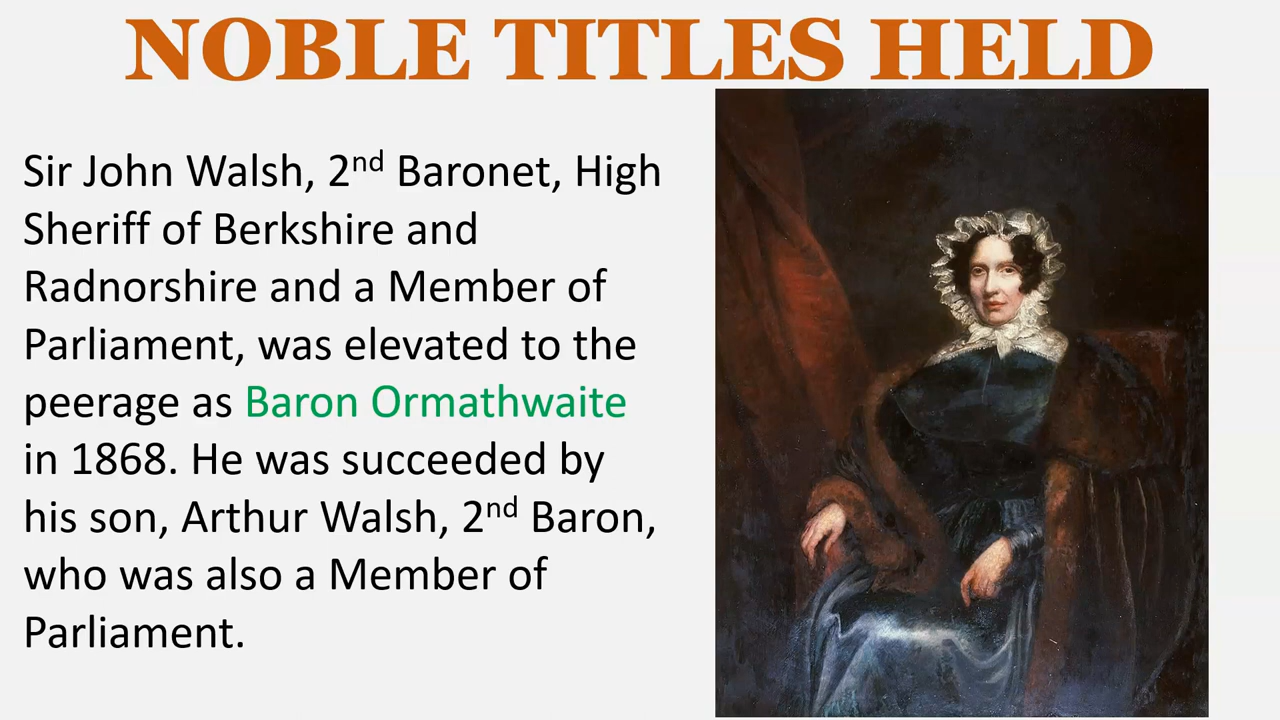 NOBLE TITLES HELD
Sir John Walsh, 2nd Baronet, High
Sheriff of Berkshire and
Radnorshire and a Member of
Parliament, was elevated to the
peerage as Baron Ormathwaite
in 1868. He was succeeded by
his son, Arthur Walsh, 2nd Baron,
who was also a Member of
Parliament.